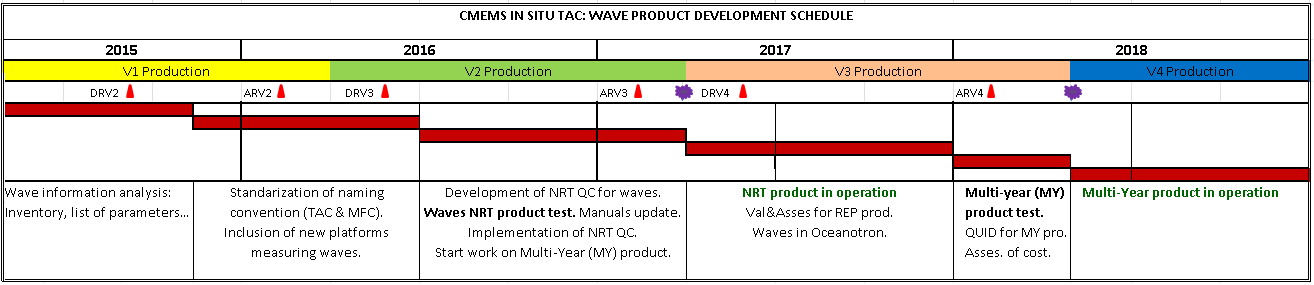 CMEMS IN SITU TAC: WAVE PRODUCT DEVELOPMENT SCHEDULE
2015 2016 2017 2018
V1 Production V2 Production V3 Production V4 Production
DRV2 ARV2 DRV3 ARV3 DRV4 ARV4
Wave information analysis:
Inventory, list of parameters...
Standarization of naming
convention (TAC & MFC).
Inclusion of new platforms
measuring waves.
Development of NRT QC for waves.
Waves NRT product test. Manuals update.
Implementation of NRT QC.
Start work on Multi-Year (MY) product.
NRT product in operation
Val&Asses for REP prod.
Waves in Oceanotron.
Multi-year (MY)
product test.
QUID for MY pro.
Asses. of cost.
Multi-Year product in operation